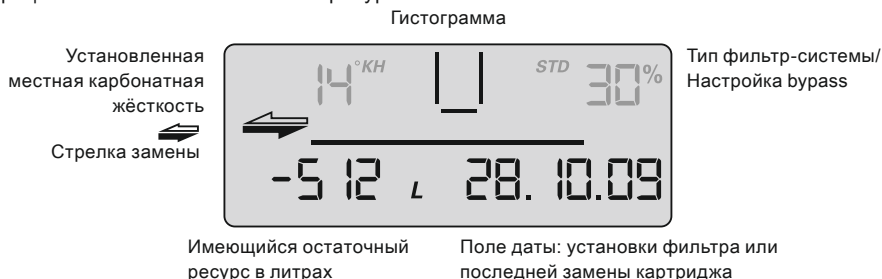 Гистограмма
Установленная
местная карбонатная
жёсткость
Стрелка замены
14°KH
STD 30%
-512 L 28.10.09
Тип фильтр-системы/
Настройка bypass
Имеющийся остаточный
ресурс в литрах
Поле даты: установки фильтра или
последней замены картриджа